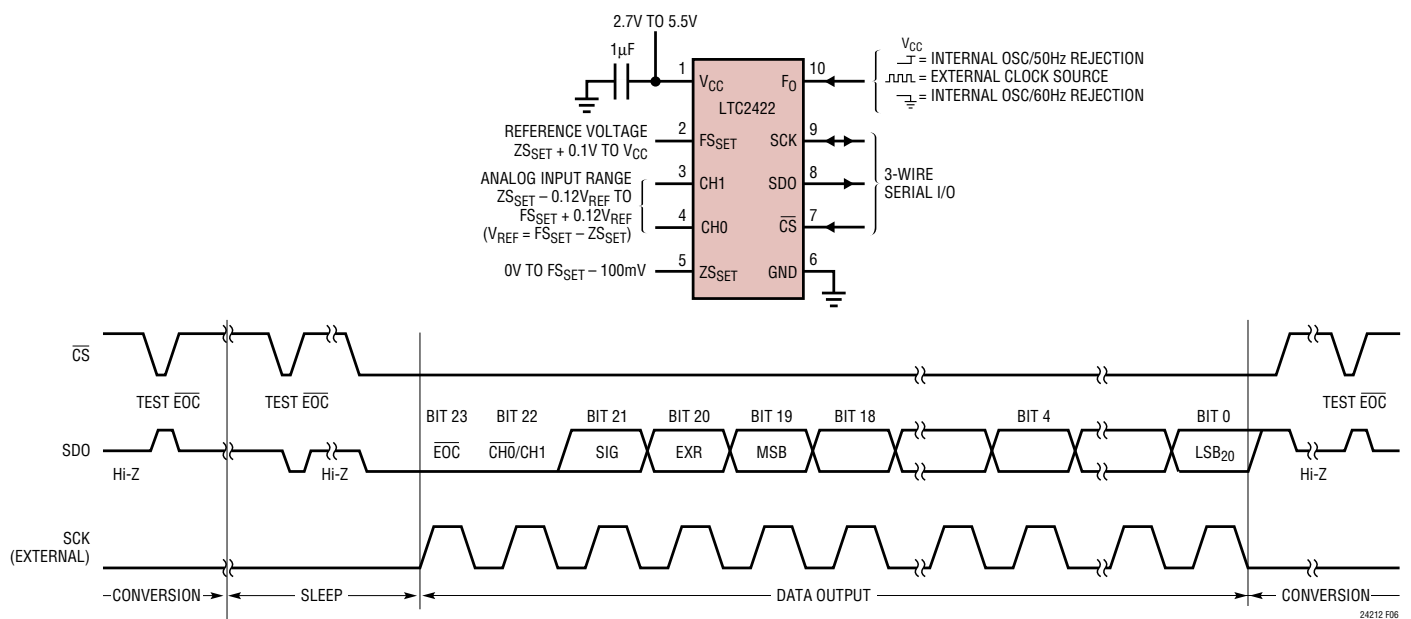 2.7V TO 5.5V
1μF
1
VCC
LTC2422
FO
10
VCC
= INTERNAL OSC/50Hz REJECTION
= EXTERNAL CLOCK SOURCE
= INTERNAL OSC/60Hz REJECTION
REFERENCE VOLTAGE
ZSSET + 0.1V TO VCC
2
FSSET
SCK
9
ANALOG INPUT RANGE
ZSSET – 0.12VREF TO
FSSET + 0.12VREF
(VREF = FSSET – ZSSET)
3
CH1
SDO
8
3-WIRE
SERIAL I/O
4
CH0
CS
7
0V TO FSSET – 100mV
5
ZSSET
GND
6
CS
TEST EOC
TEST EOC
TEST EOC
BIT 23
BIT 22
BIT 21
BIT 20
BIT 19
BIT 18
BIT 4
BIT 0
SDO
EOC
CH0/CH1
SIG
EXR
MSB
LSB20
Hi-Z
Hi-Z
Hi-Z
SCK
(EXTERNAL)
CONVERSION
SLEEP
DATA OUTPUT
CONVERSION
24212 F06